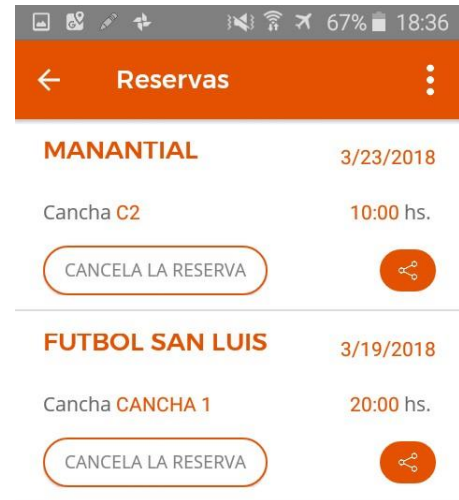 67% 18:36
Reservas
MANANTIAL 3/23/2018
Cancha C2 10:00 hs.
CANCELA LA RESERVA
FUTBOL SAN LUIS 3/19/2018
Cancha CANCHA 1 20:00 hs.
CANCELA LA RESERVA